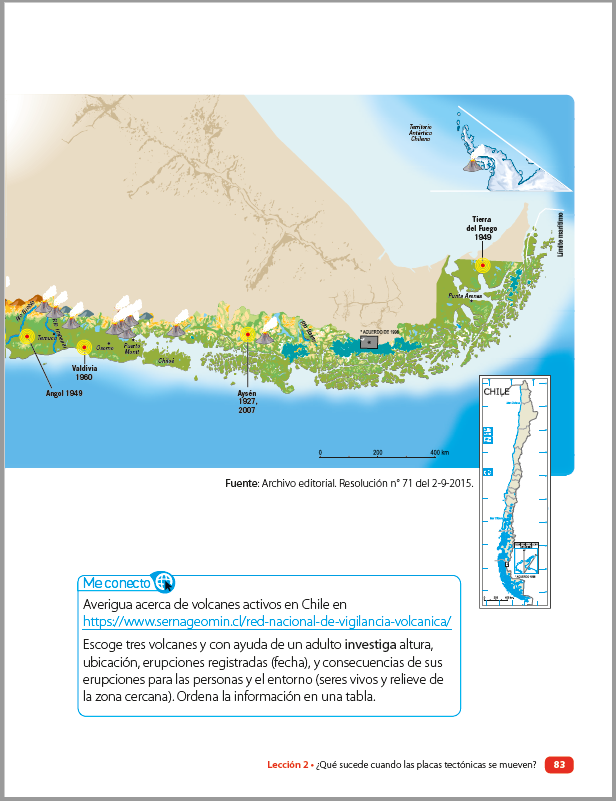 Territorio
Antártico
Chileno
Tierra
del Fuego
1949
Límite marítimo
Punta Arenas
* ACUERDO DE 1998
Temuco
Osorno
Puerto
Montt
Chiloé
Valdivia
1960
Angol 1949
Aysén
1927,
2007
0 200 400 km
CHILE
Fuente: Archivo editorial. Resolución n° 71 del 2-9-2015.
Me conecto
Averigua acerca de volcanes activos en Chile en
https://www.sernageomin.cl/red-nacional-de-vigilancia-volcanica/
Escoge tres volcanes y con ayuda de un adulto investiga altura,
ubicación, erupciones registradas (fecha), y consecuencias de sus
erupciones para las personas y el entorno (seres vivos y relieve de
la zona cercana). Ordena la información en una tabla.
Lección 2 • ¿Qué sucede cuando las placas tectónicas se mueven? 83